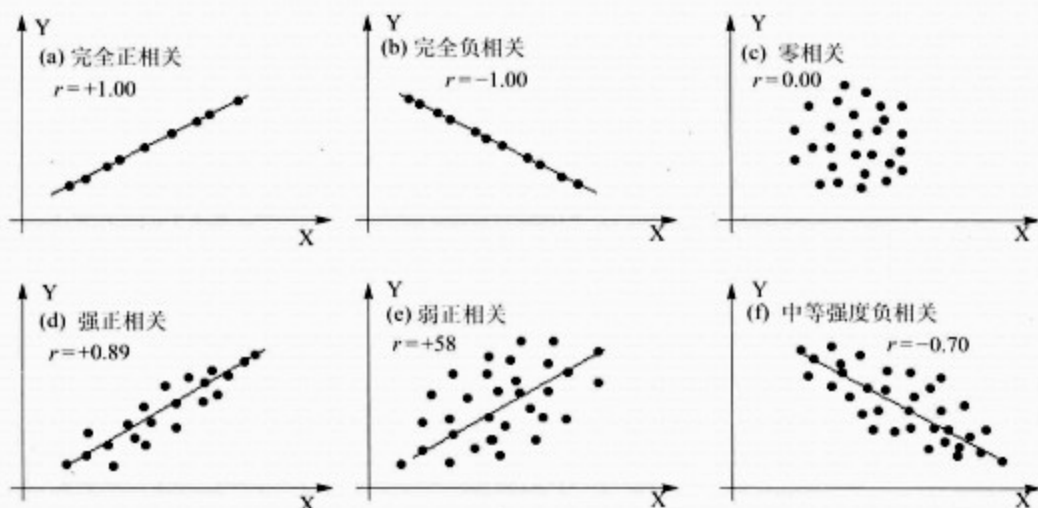 Y
(a) 完全正相关
r=+1.00
X
Y
(b) 完全负相关
r=−1.00
X
Y
(c) 零相关
r=0.00
X
Y
(d) 强正相关
r=+0.89
X
Y
(e) 弱正相关
r=+58
X
Y
(f) 中等强度负相关
r=−0.70
X